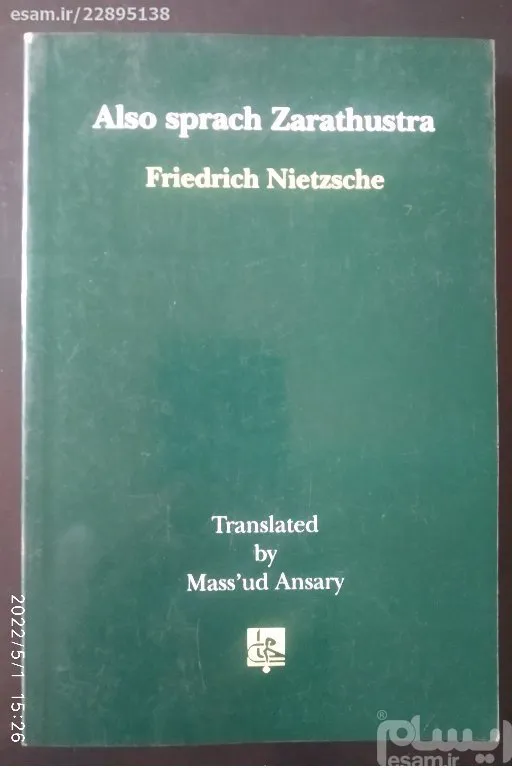 esam.ir/22895138
Also sprach Zarathustra
Friedrich Nietzsche
Translated
by
Mass'ud Ansary
2022/5/1 15:26
ایسام®
esam.ir